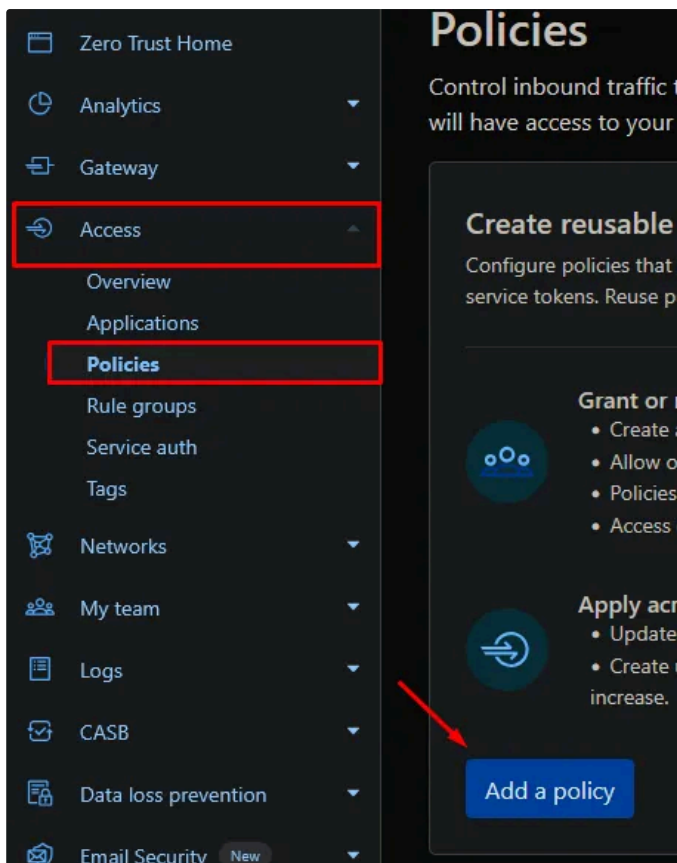 Zero Trust Home
Analytics
Gateway
Access
Overview
Applications
Policies
Rule groups
Service auth
Tags
Networks
My team
Logs
CASB
Data loss prevention
Email Security New
Policies
Control inbound traffic
will have access to your
Create reusable
Configure policies that
service tokens. Reuse
Grant or
• Create
• Allow
• Policies
• Access
Apply
• Update
• Create
increase.
Add a policy